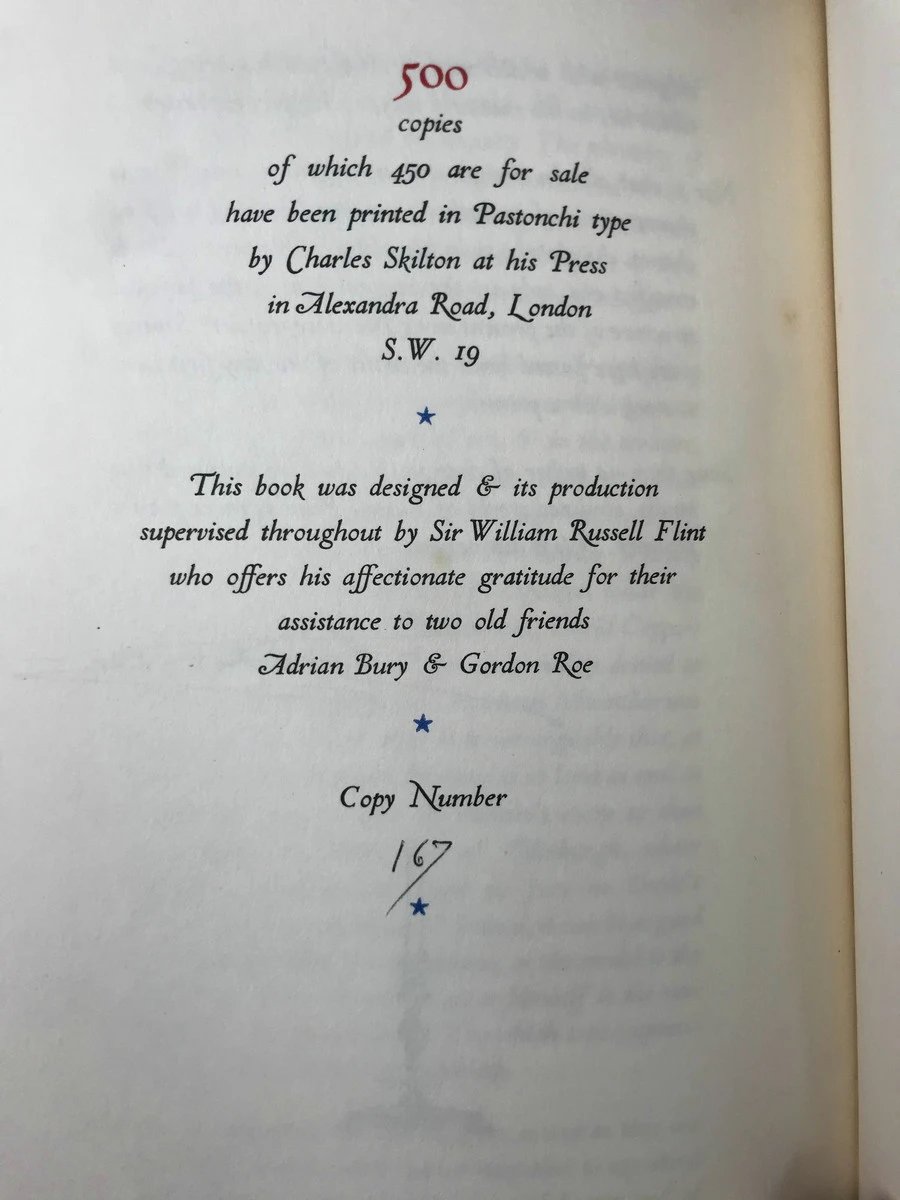 500
copies
of which 450 are for sale
have been printed in Pastonchi type
by Charles Skilton at his Press
in Alexandra Road, London
S.W. 19
This book was designed & its production
supervised throughout by Sir William Russell Flint
who offers his affectionate gratitude for their
assistance to two old friends
Adrian Bury & Gordon Roe
Copy Number
167